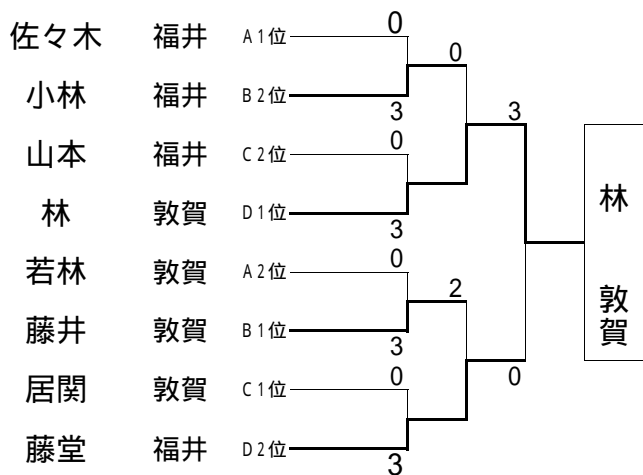 佐々木 福井 A1位 0
0
小林 福井 B2位 3
3
山本 福井 C2位 0
林 敦賀 D1位 3
林 敦賀
若林 敦賀 A2位 0
2
藤井 敦賀 B1位 3
居関 敦賀 C1位 0
0
藤堂 福井 D2位 3